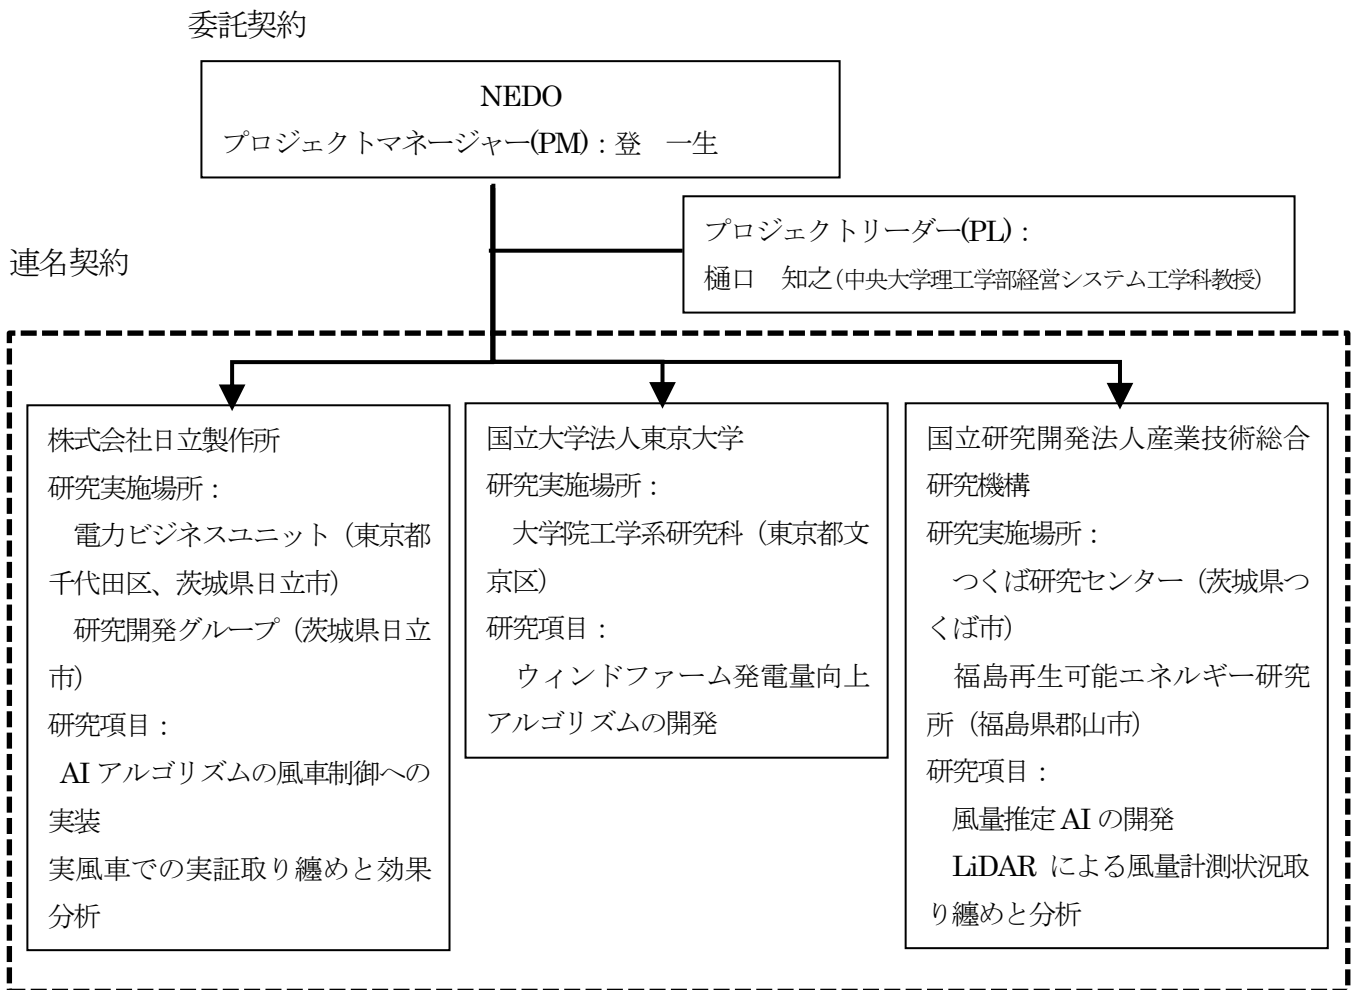 委託契約
NEDO
プロジェクトマネージャー(PM)：登　一生
プロジェクトリーダー(PL)：
樋口　知之(中央大学理工学部経営システム工学科教授)
連名契約
株式会社日立製作所
研究実施場所：
電力ビジネスユニット（東京都
千代田区、茨城県日立市）
研究開発グループ（茨城県日立
市）
研究項目：
AI アルゴリズムの風車制御への
実装
実風車での実証取り纏めと効果
分析
国立大学法人東京大学
研究実施場所：
大学院工学系研究科（東京都文
京区）
研究項目：
ウィンドファーム発電量向上
アルゴリズムの開発
国立研究開発法人産業技術総合
研究機構
研究実施場所：
つくば研究センター（茨城県つ
くば市）
福島再生可能エネルギー研究
所（福島県郡山市）
研究項目：
風量推定 AI の開発
LiDAR による風量計測状況取
り纏めと分析